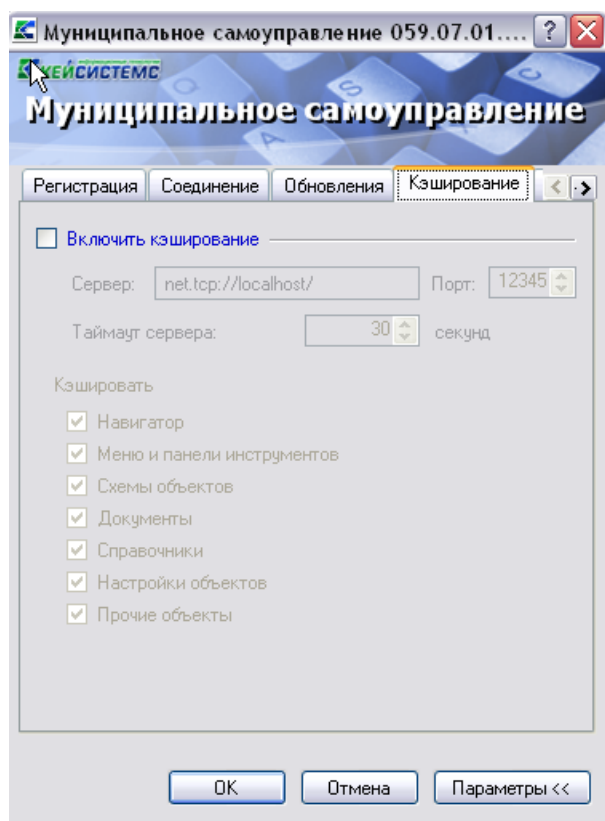 Муниципальное самоуправление 059.07.01....
КЕЙСИСТЕМС
Муниципальное самоуправление
Регистрация Соединение Обновления Кэширование
Включить кэширование
Сервер: net.tcp://localhost/ Порт: 12345
Таймаут сервера: 30 секунд
Кэшировать
Навигатор
Меню и панели инструментов
Схемы объектов
Документы
Справочники
Настройки объектов
Прочие объекты
OK Отмена Параметры <<